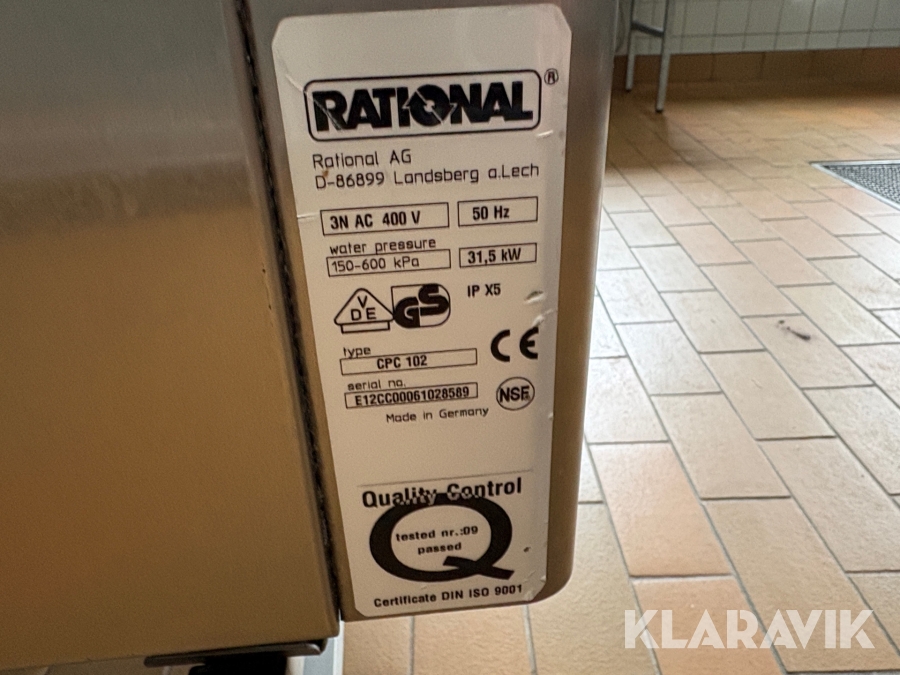 RATIONAL®
Rational AG
D-86899 Landsberg a.Lech
3N AC 400 V
50 Hz
water pressure
150-600 kPa
31,5 kW
IP X5
V
DE
GS
CE
type
CPC 102
serial no.
E12CC00061028589
NSF
Made in Germany
Quality Control
Q
tested nr.:09
passed
Certificate DIN ISO 9001
KLARAVIK